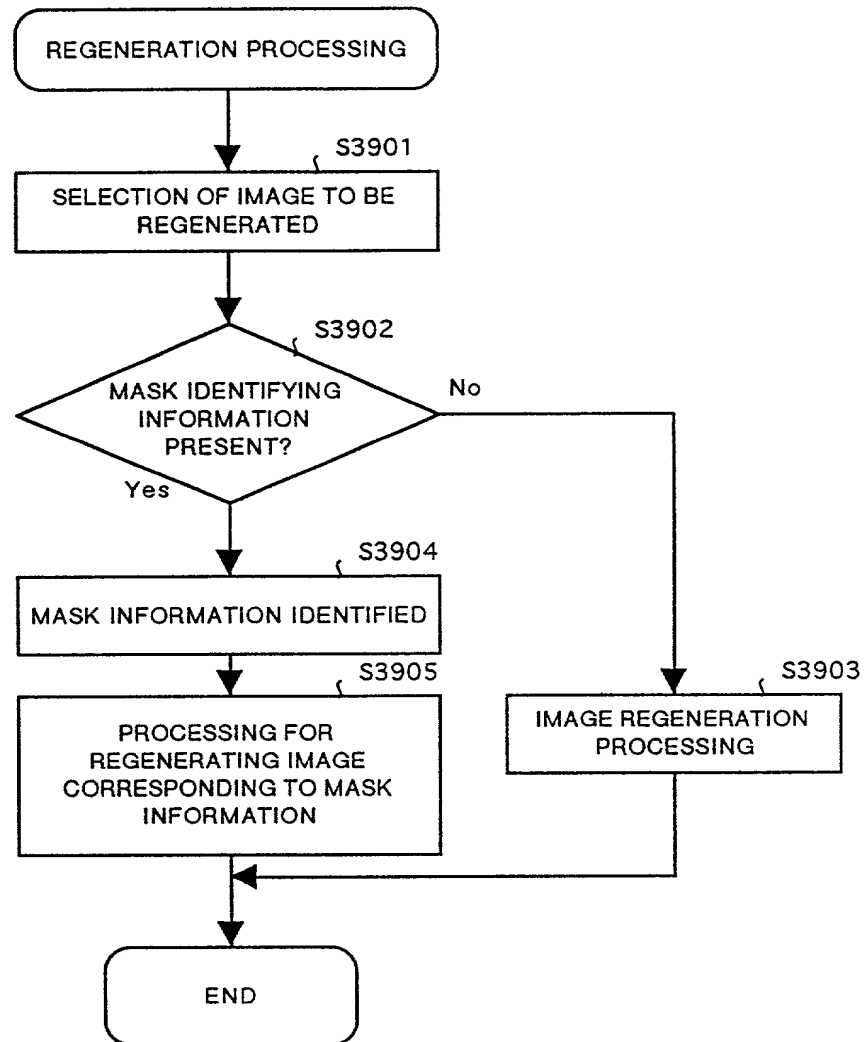 REGENERATION PROCESSING
S3901
SELECTION OF IMAGE TO BE
REGENERATED
S3902
MASK IDENTIFYING
INFORMATION
PRESENT?
No
Yes
S3904
MASK INFORMATION IDENTIFIED
S3905
PROCESSING FOR
REGENERATING IMAGE
CORRESPONDING TO MASK
INFORMATION
S3903
IMAGE REGENERATION
PROCESSING
END